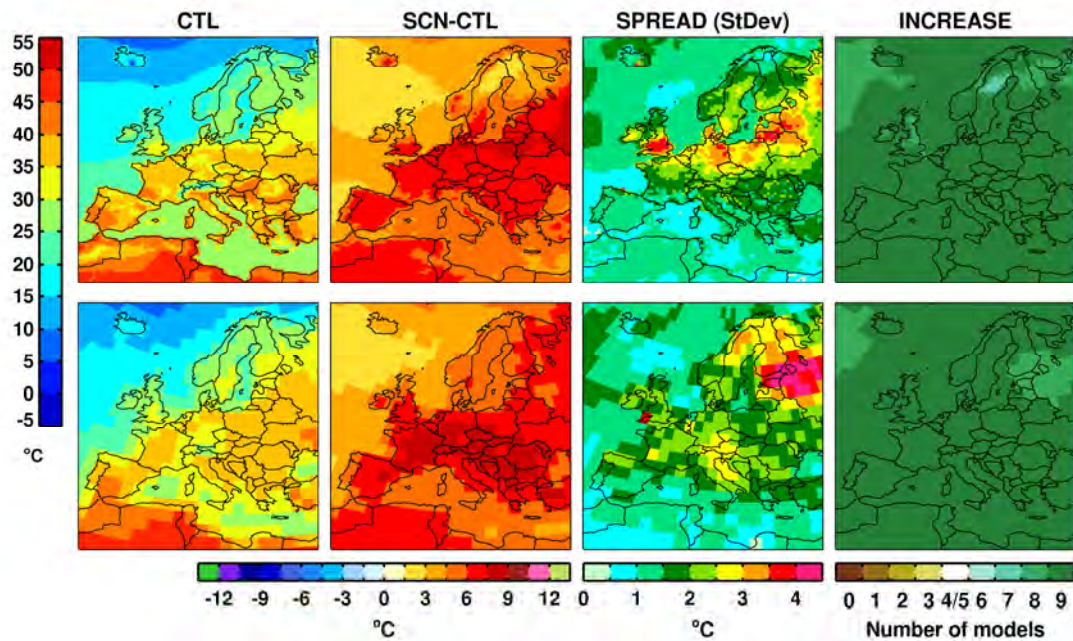 CTL SCN-CTL SPREAD (StDev) INCREASE
55
50
45
40
35
30
25
20
15
10
5
0
-5
°C
-12 -9 -6 -3 0 3 6 9 12
°C
0 1 2 3 4
°C
0 1 2 3 4/5 6 7 8 9
Number of models